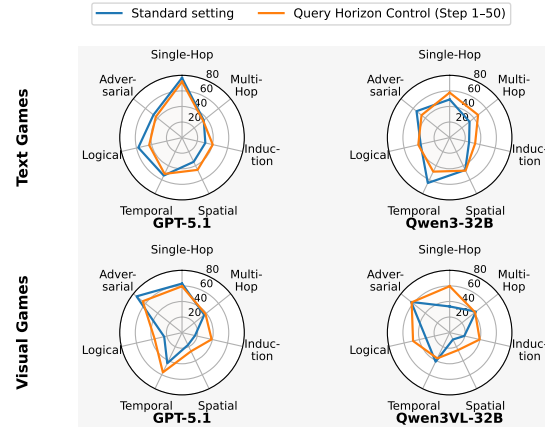 Standard setting
Query Horizon Control (Step 1–50)
Text Games
Single-Hop
Multi-
Hop
Induc-
tion
Spatial
Temporal
Logical
Adver-
sarial
20
40
60
80
GPT-5.1
Single-Hop
Multi-
Hop
Induc-
tion
Spatial
Temporal
Logical
Adver-
sarial
20
40
60
80
Qwen3-32B
Visual Games
Single-Hop
Multi-
Hop
Induc-
tion
Spatial
Temporal
Logical
Adver-
sarial
20
40
60
80
GPT-5.1
Single-Hop
Multi-
Hop
Induc-
tion
Spatial
Temporal
Logical
Adver-
sarial
20
40
60
80
Qwen3VL-32B